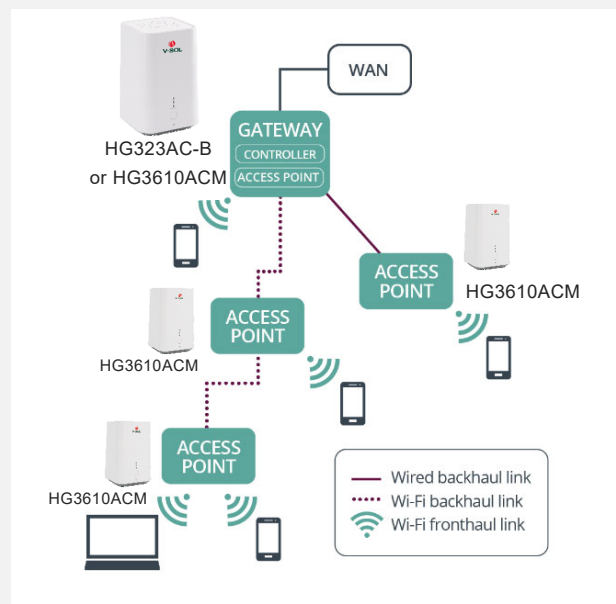 V-SOL
WAN
GATEWAY
CONTROLLER
ACCESS POINT
HG323AC-B
or HG3610ACM
ACCESS
POINT
HG3610ACM
ACCESS
POINT
HG3610ACM
ACCESS
POINT
HG3610ACM
Wired backhaul link
Wi-Fi backhaul link
Wi-Fi fronthaul link